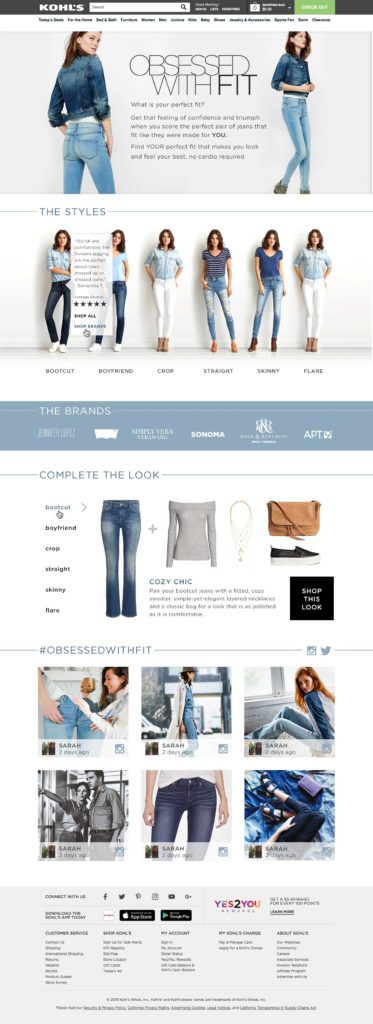 KOHL'S
Search
Good Morning!
SIGN IN LISTS REGISTRIES
SHOPPING BAG
$0.00
CHECK OUT
Today's Deals For the Home Bed & Bath Furniture Women Men Juniors Kids Baby Shoes Jewelry & Accessories Sports Fan Swim Clearance
OBSESSED
WITH FIT
What is your perfect fit?
Get that feeling of confidence and triumph
when you score the perfect pair of jeans that
fit like they were made for YOU.
Find YOUR perfect fit that makes you look
and feel your best, no cardio required.
THE STYLES
"Stylish and
comfortable, the
Sonoma jegging
are the perfect
about town,
dressed up or
dressed jeans."
- Samantha T
Average Review
SHOP ALL
SHOP BRANDS
BOOTCUT BOYFRIEND CROP STRAIGHT SKINNY FLARE
THE BRANDS
JENNIFER LOPEZ
SIMPLY VERA
VERAWANG
SONOMA
ROCK & REPUBLIC
APT.9
COMPLETE THE LOOK
bootcut
boyfriend
crop
straight
skinny
flare
COZY CHIC
Pair your bootcut jeans with a fitted, cozy
sweater, simple-yet-elegant layered necklaces
and a classic bag for a look that is as polished
as it is comfortable.
SHOP
THIS
LOOK
#OBSESSEDWITHFIT
SARAH
2 days ago
SARAH
2 days ago
SARAH
2 days ago
SARAH
2 days ago
SARAH
2 days ago
SARAH
2 days ago
CONNECT WITH US
DOWNLOAD THE
KOHL'S APP TODAY
App Store
Google Play
YES2YOU
REWARDS
GET A $5 REWARD
FOR EVERY 100 POINTS
LEARN MORE
CUSTOMER SERVICE
Contact Us
Shipping
International Shipping
Returns
Rebates
Recalls
Product Guides
Store Survey
SHOP KOHL'S
Sign Up for Sale Alerts
Gift Registry
Site Map
Store Locator
Gift Cards
Today's Ad
MY ACCOUNT
Sign In
My Account
Order Status
Yes2You Rewards
Gift Card Balance &
Kohl's Cash Balance
MY KOHL'S CHARGE
Pay & Manage Card
Apply for a Kohl's Charge
ABOUT KOHL'S
Our Websites
Community
Careers
Associate Services
Investor Relations
Affiliate Program
Advertise with Us
Kohl's Illinois, Inc. Kohl's® and Kohl's brand names are trademarks of Kohl's Illinois, Inc.
Please read our Security & Privacy Policy, California Privacy Rights, Advertising Cookies, Legal Notices, and California Transparency in Supply Chains Act.